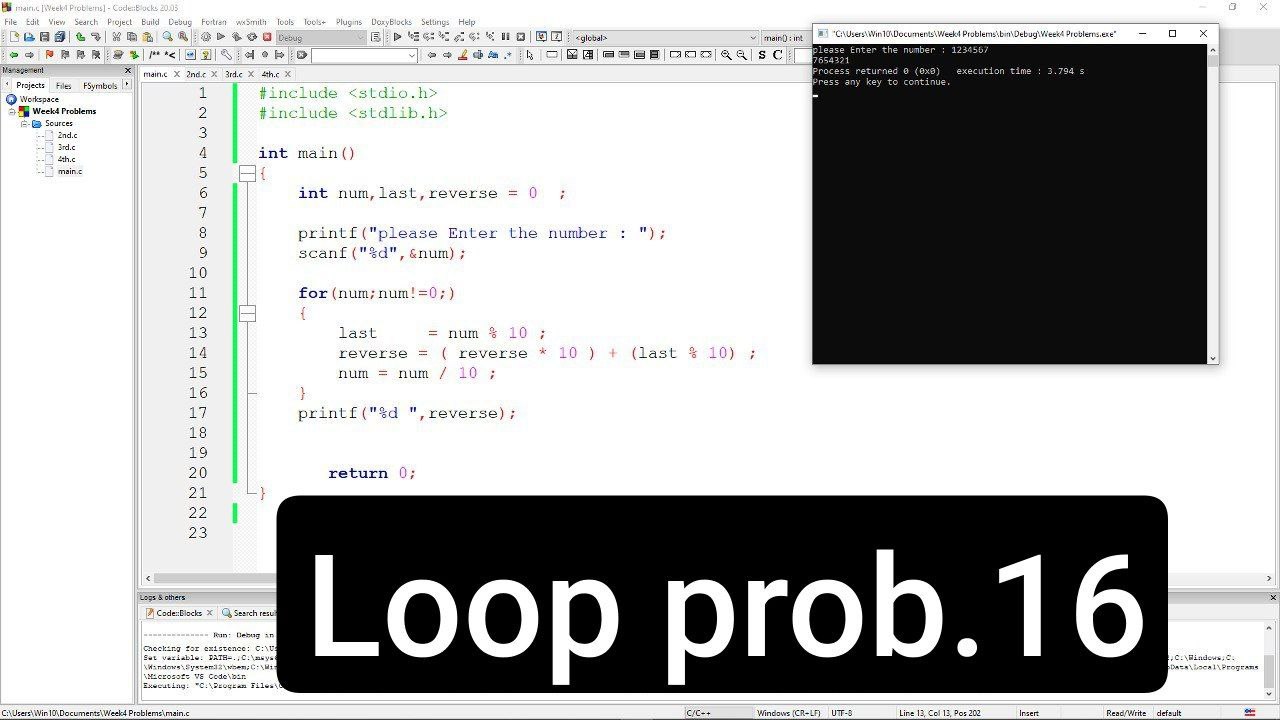 main.c [Week4 Problems] - Code::Blocks 20.03
File Edit View Search Project Build Debug Fortran wxSmith Tools Tools+ Plugins DoxyBlocks Settings Help
Debug
<global>
main() : int
Management
Projects Files FSymbols
Workspace
Week4 Problems
Sources
2nd.c
3rd.c
4th.c
main.c
main.c 2nd.c 3rd.c 4th.c
1 #include <stdio.h>
2 #include <stdlib.h>
3
4 int main()
5 {
6 int num,last,reverse = 0 ;
7
8 printf("please Enter the number : ");
9 scanf("%d",&num);
10
11 for(num;num!=0;)
12 {
13 last = num % 10 ;
14 reverse = ( reverse * 10 ) + (last % 10) ;
15 num = num / 10 ;
16 }
17 printf("%d ",reverse);
18
19
20 return 0;
21 }
22
23
"C:\Users\Win10\Documents\Week4 Problems\bin\Debug\Week4 Problems.exe"
please Enter the number : 1234567
7654321
Process returned 0 (0x0) execution time : 3.794 s
Press any key to continue.
Loop prob.16
Logs & others
Code::Blocks Search result
-------------- Run: Debug in
Checking for existence: C:\Us
Set variable: PATH=.;C:\msys
;C:\Windows;C:
\Windows\System32\wbem;C:\Win
Data\Local\Programs
\Microsoft VS Code\bin
Executing: "C:\Program Files\C
C:\Users\Win10\Documents\Week4 Problems\main.c C/C++ Windows (CR+LF) UTF-8 Line 13, Col 13, Pos 202 Insert Read/Write default